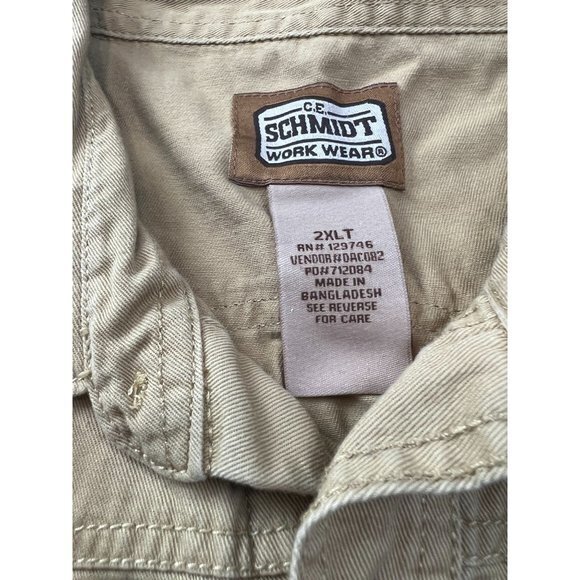 C.E.
SCHMIDT
WORK WEAR®
2XLT
RN# 129746
VENDOR#DAC082
PO#712084
MADE IN
BANGLADESH
SEE REVERSE
FOR CARE